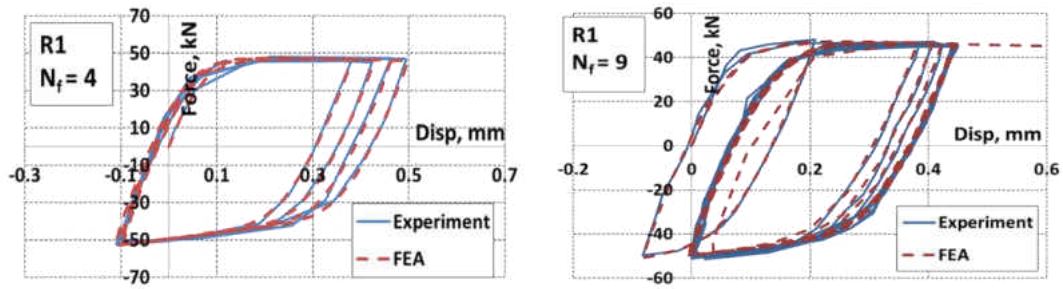 R1
N_f = 4
Force, kN
70
50
30
10
-10
-30
-50
-70
Disp, mm
-0.3
-0.1
0.1
0.3
0.5
0.7
Experiment
FEA
R1
N_f = 9
Force, kN
60
40
20
0
-20
-40
-60
Disp, mm
-0.2
0
0.2
0.4
0.6
Experiment
FEA